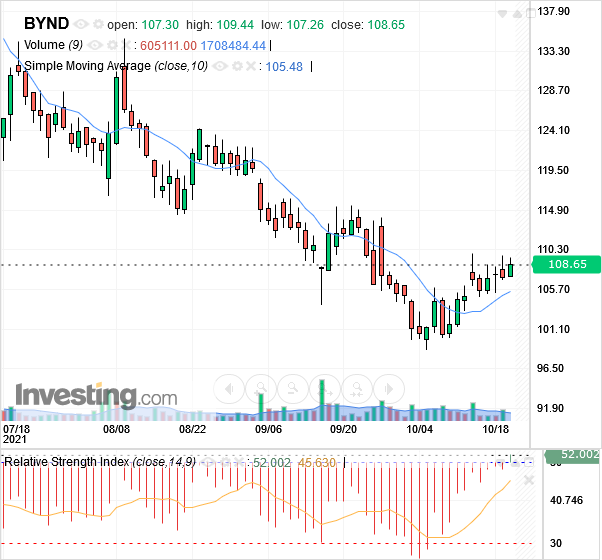 BYND open: 107.30 high: 109.44 low: 107.26 close: 108.65
Volume (9) : 605111.00 1708484.44
Simple Moving Average (close,10) : 105.48
137.90
133.30
128.70
124.10
119.50
114.90
110.30
108.65
105.70
101.10
96.50
91.90
Investing.com
07/18 08/08 08/22 09/06 09/20 10/04 10/18
2021
Relative Strength Index (close,14,9) : 52.002 45.630
52.002
50
40.746
30